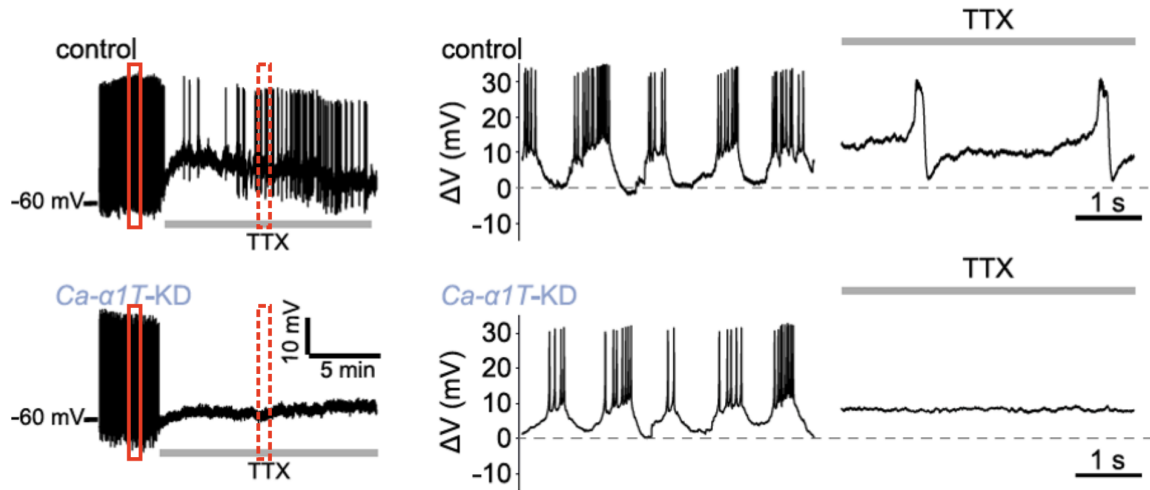 control
-60 mV
TTX
control
ΔV (mV)
30
20
10
0
-10
TTX
1 s
Ca-α1T-KD
-60 mV
10 mV
5 min
TTX
Ca-α1T-KD
ΔV (mV)
30
20
10
0
-10
TTX
1 s